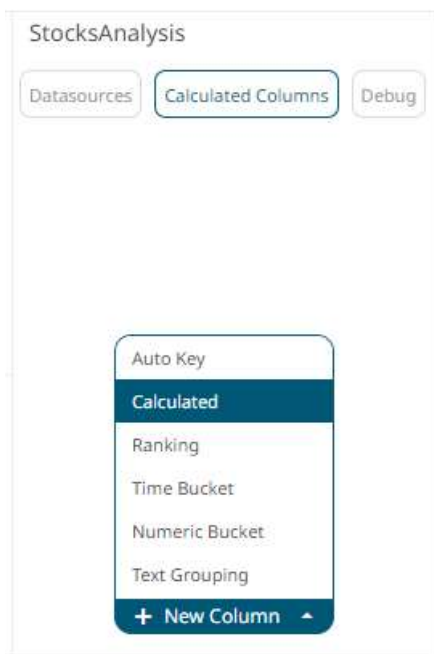 StocksAnalysis
Datasources Calculated Columns Debug
Auto Key
Calculated
Ranking
Time Bucket
Numeric Bucket
Text Grouping
+ New Column